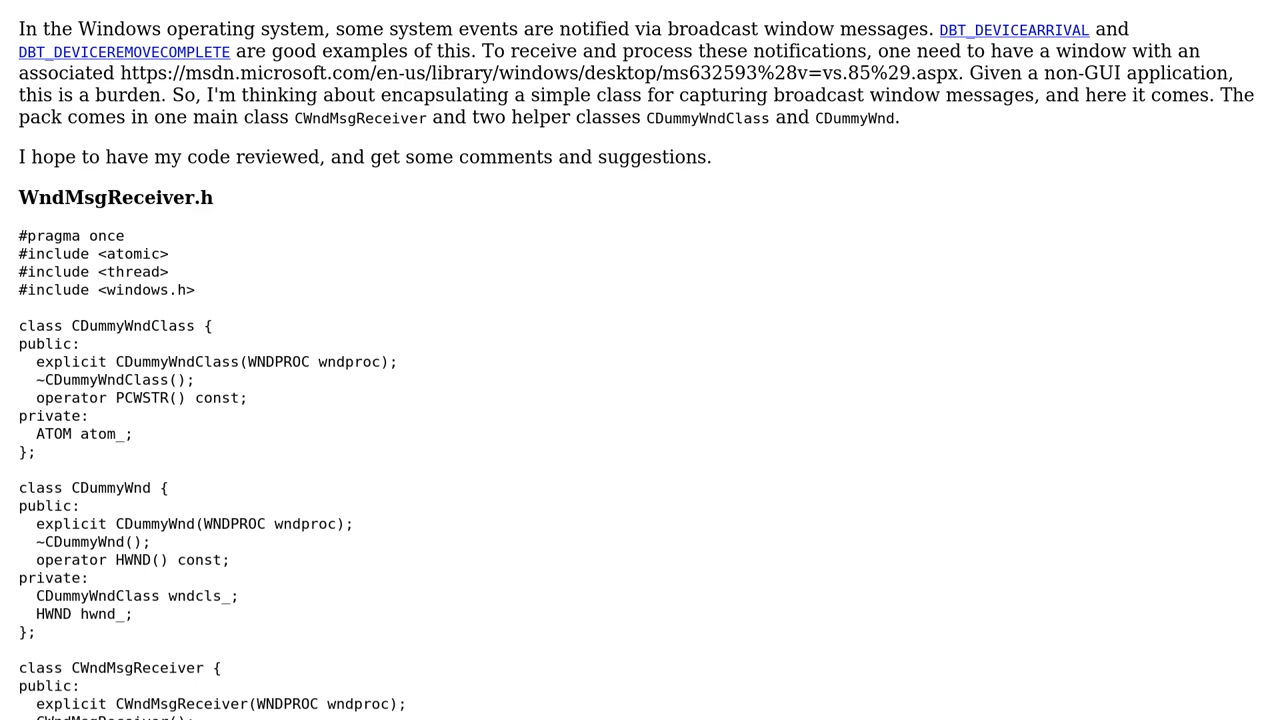 In the Windows operating system, some system events are notified via broadcast window messages. DBT_DEVICEARRIVAL and
DBT_DEVICEREMOVECOMPLETE are good examples of this. To receive and process these notifications, one need to have a window with an
associated https://msdn.microsoft.com/en-us/library/windows/desktop/ms632593%28v=vs.85%29.aspx. Given a non-GUI application,
this is a burden. So, I'm thinking about encapsulating a simple class for capturing broadcast window messages, and here it comes. The
pack comes in one main class CWndMsgReceiver and two helper classes CDummyWndClass and CDummyWnd.
I hope to have my code reviewed, and get some comments and suggestions.
WndMsgReceiver.h
#pragma once
#include <atomic>
#include <thread>
#include <windows.h>
class CDummyWndClass {
public:
  explicit CDummyWndClass(WNDPROC wndproc);
  ~CDummyWndClass();
  operator PCWSTR() const;
private:
  ATOM atom_;
};
class CDummyWnd {
public:
  explicit CDummyWnd(WNDPROC wndproc);
  ~CDummyWnd();
  operator HWND() const;
private:
  CDummyWndClass wndcls_;
  HWND hwnd_;
};
class CWndMsgReceiver {
public:
  explicit CWndMsgReceiver(WNDPROC wndproc);